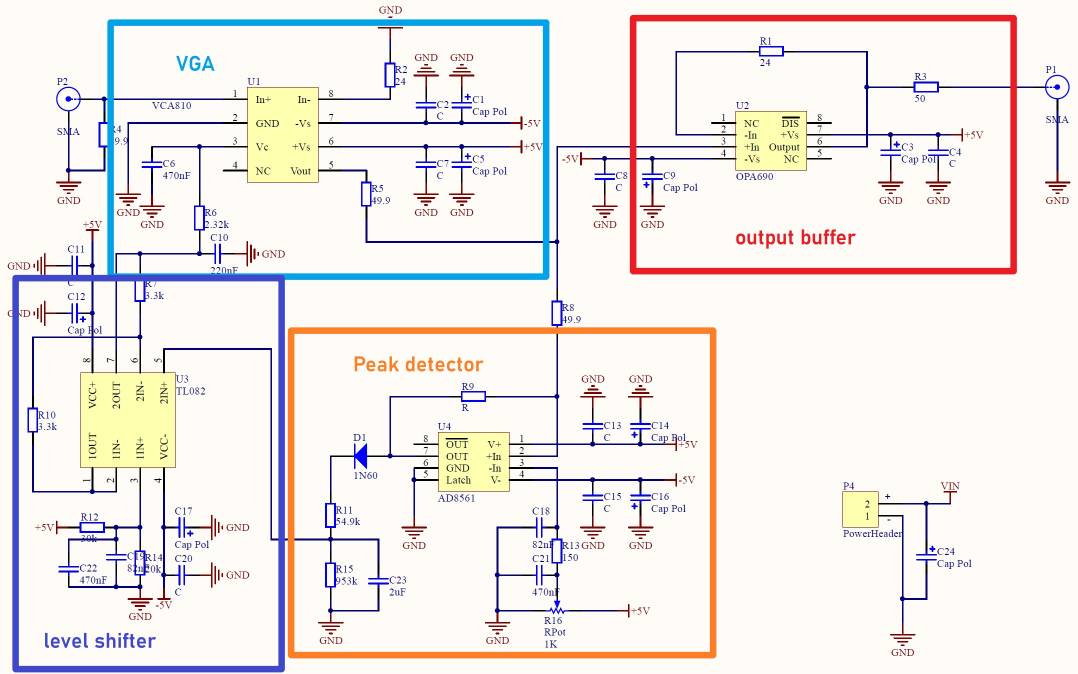 VGA
output buffer
Peak detector
level shifter
P2
SMA
VCA810
R4
49.9
U1
1 In+
2 GND
3 Vc
4 NC
In- 8
-Vs 7
+Vs 6
Vout 5
GND
R2
24
GND
GND
C2
C
C1
Cap Pol
-5V
+5V
C7
C
C5
Cap Pol
GND
GND
C6
470nF
GND
GND
GND
R5
49.9
R6
2.32k
C10
220nF
GND
R1
24
R3
50
P1
SMA
GND
U2
1 NC
2 -In
3 +In
4 -Vs
DIS 8
+Vs 7
Output 6
NC 5
OPA690
+5V
C3
Cap Pol
C4
C
GND
GND
-5V
C8
C
C9
Cap Pol
GND
GND
+5V
C11
C
GND
C12
Cap Pol
GND
R7
3.3k
R10
3.3k
U3
TL082
8 VCC+
7 2OUT
6 2IN-
5 2IN+
1OUT 1
1IN- 2
1IN+ 3
VCC- 4
+5V
R12
30k
C22
470nF
C19
82nF
R14
20k
C17
Cap Pol
GND
C20
C
GND
-5V
GND
R8
49.9
R9
R
D1
1N60
U4
8 OUT
7 OUT
6 GND
5 Latch
V+ 1
+In 2
-In 3
V- 4
AD8561
GND
GND
GND
C13
C
C14
Cap Pol
+5V
-5V
C15
C
C16
Cap Pol
GND
GND
R11
54.9k
R15
953k
C23
2uF
GND
C18
82nF
R13
150
C21
470nF
R16
RPot
1K
+5V
GND
P4
2 +
1 -
PowerHeader
VIN
C24
Cap Pol
GND